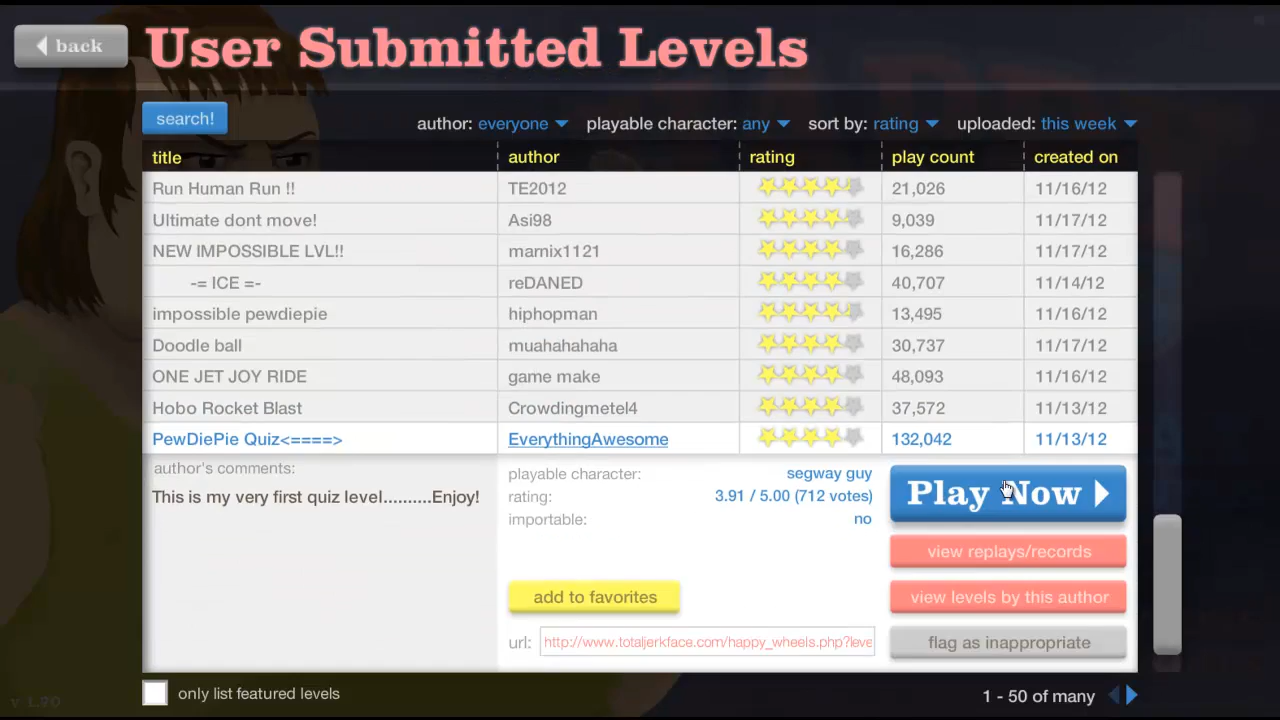 back
User Submitted Levels
search!
author: everyone playable character: any sort by: rating uploaded: this week
title author rating play count created on
Run Human Run !! TE2012 21,026 11/16/12
Ultimate dont move! Asi98 9,039 11/17/12
NEW IMPOSSIBLE LVL!! mamix1121 16,286 11/17/12
-= ICE =- reDANED 40,707 11/14/12
impossible pewdiepie hiphopman 13,495 11/16/12
Doodle ball muahahahaha 30,737 11/17/12
ONE JET JOY RIDE game make 48,093 11/16/12
Hobo Rocket Blast Crowdingmetel4 37,572 11/13/12
PewDiePie Quiz<====> EverythingAwesome 132,042 11/13/12
author's comments:
This is my very first quiz level..........Enjoy!
playable character: segway guy
rating: 3.91 / 5.00 (712 votes)
importable: no
Play Now
view replays/records
add to favorites
view levels by this author
url: http://www.totaljerkface.com/happy_wheels.php?leve
flag as inappropriate
only list featured levels
1 - 50 of many
v 1.20